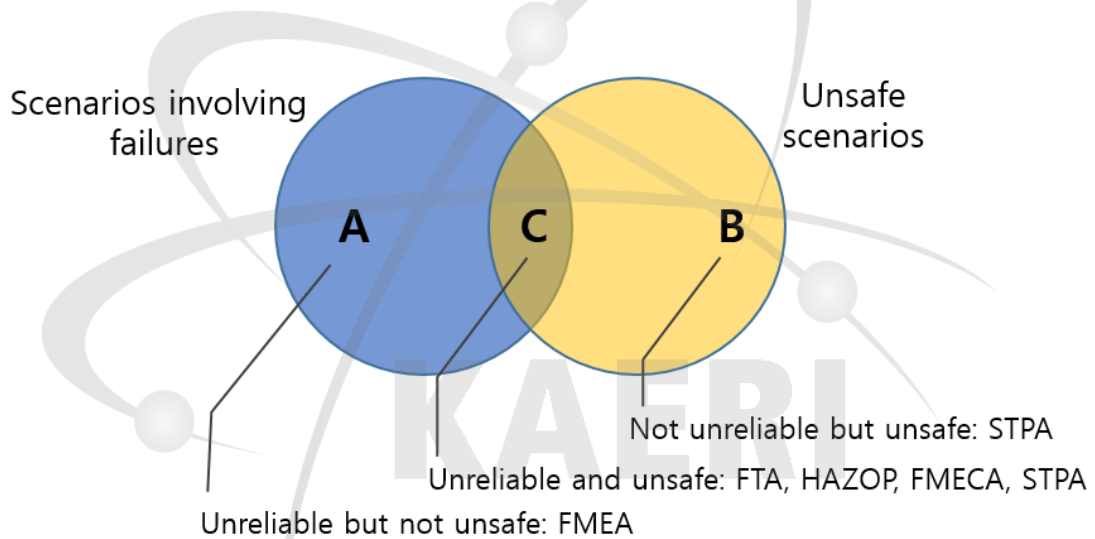 Scenarios involving
failures
Unsafe
scenarios
A
C
B
Not unreliable but unsafe: STPA
Unreliable and unsafe: FTA, HAZOP, FMECA, STPA
Unreliable but not unsafe: FMEA
KAERI